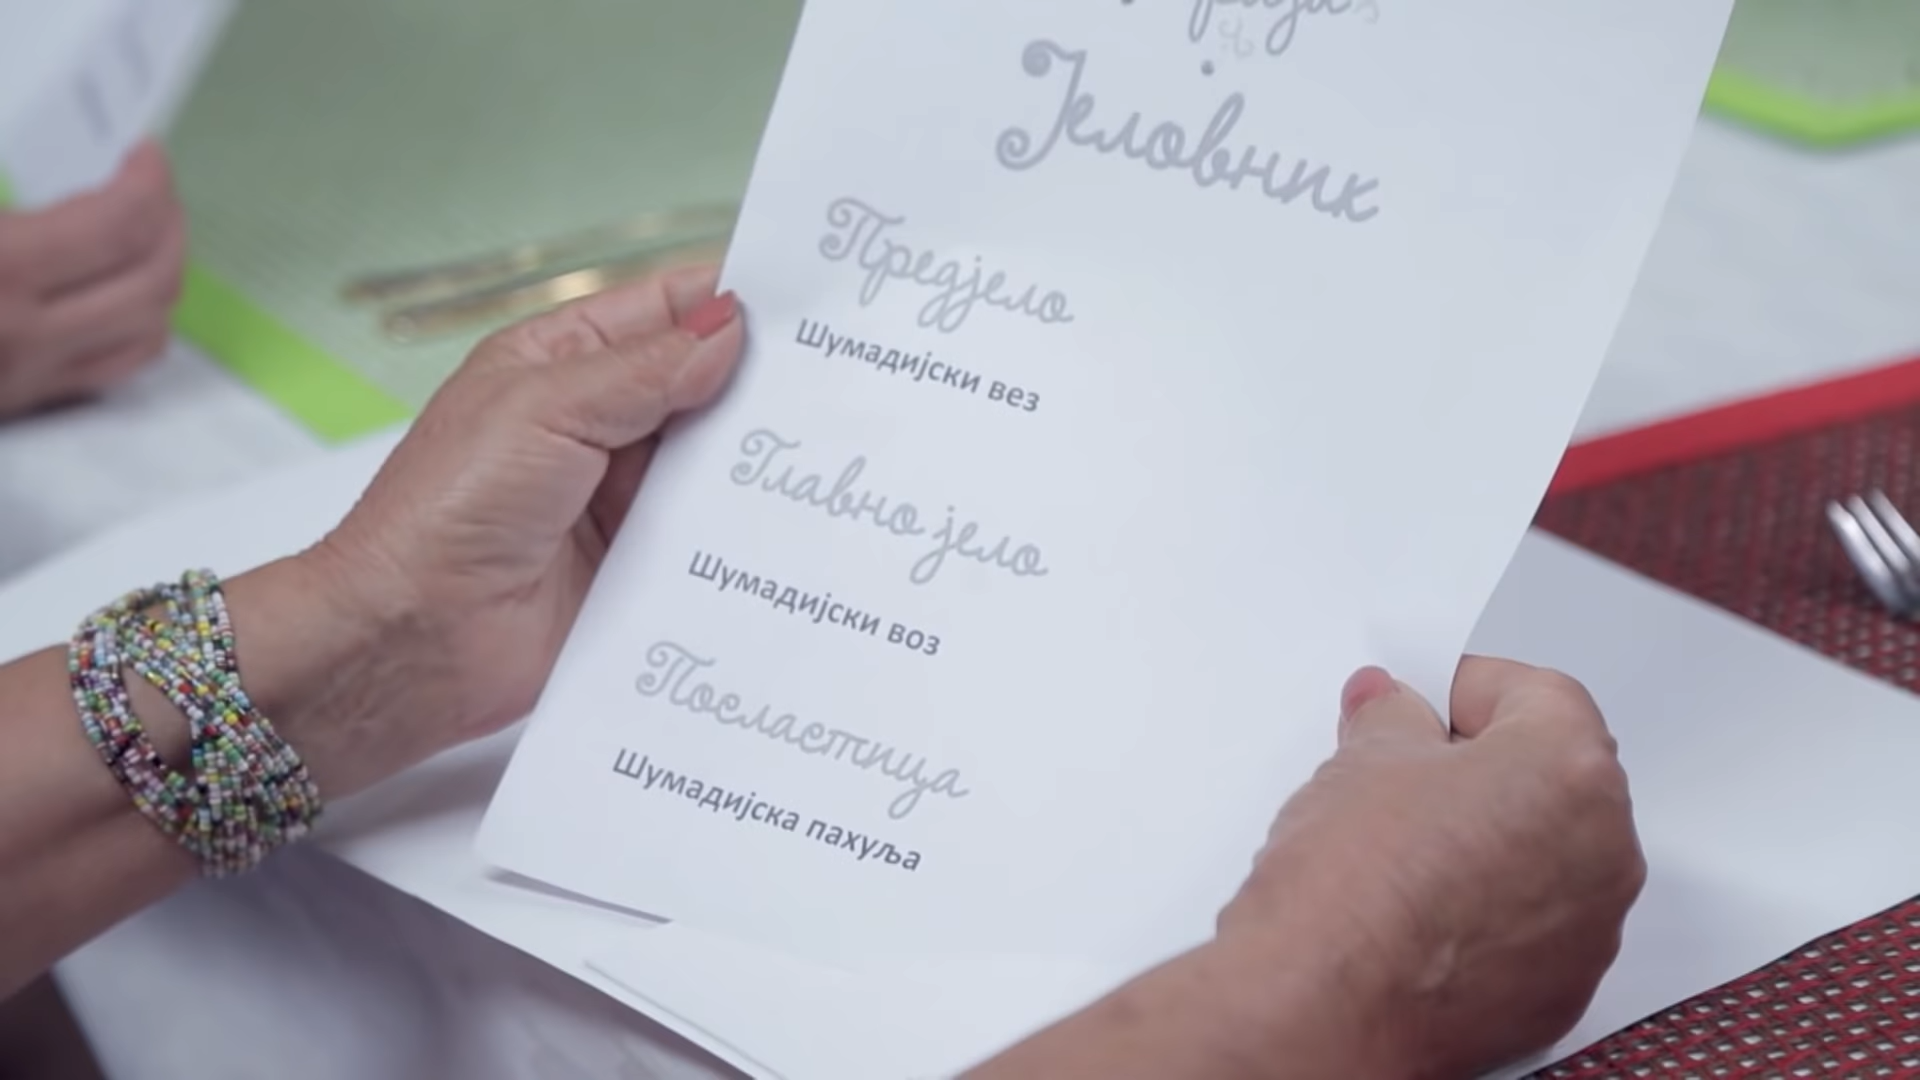 Јеловник
Предјело
Шумадијски вез
Главно јело
Шумадијски воз
Посластица
Шумадијска пахуља